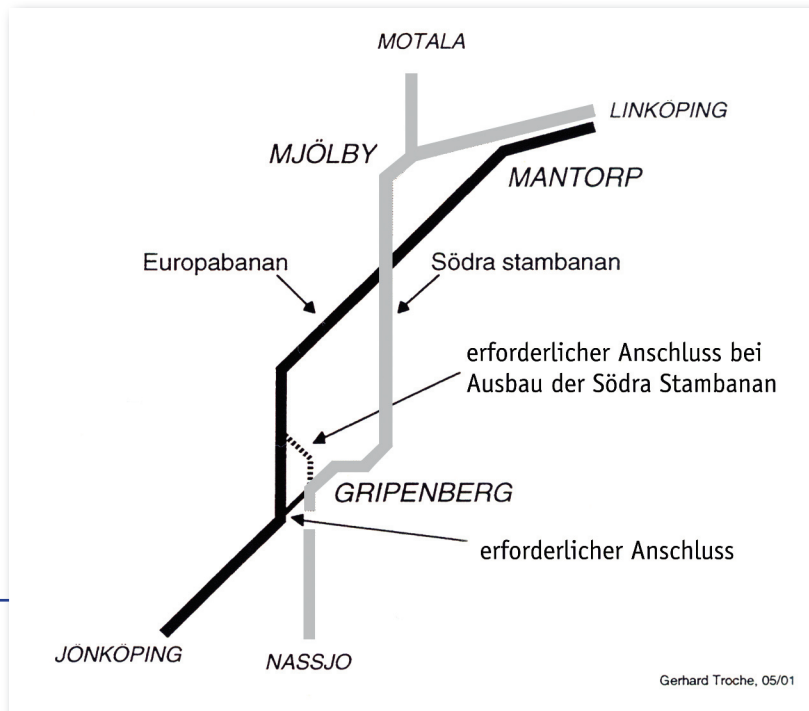 MOTALA
LINKÖPING
MJÖLBY
MANTORP
Europabanan
Södra stambanan
erforderlicher Anschluss bei
Ausbau der Södra Stambanan
GRIPENBERG
erforderlicher Anschluss
JÖNKÖPING
NASSJO
Gerhard Troche, 05/01